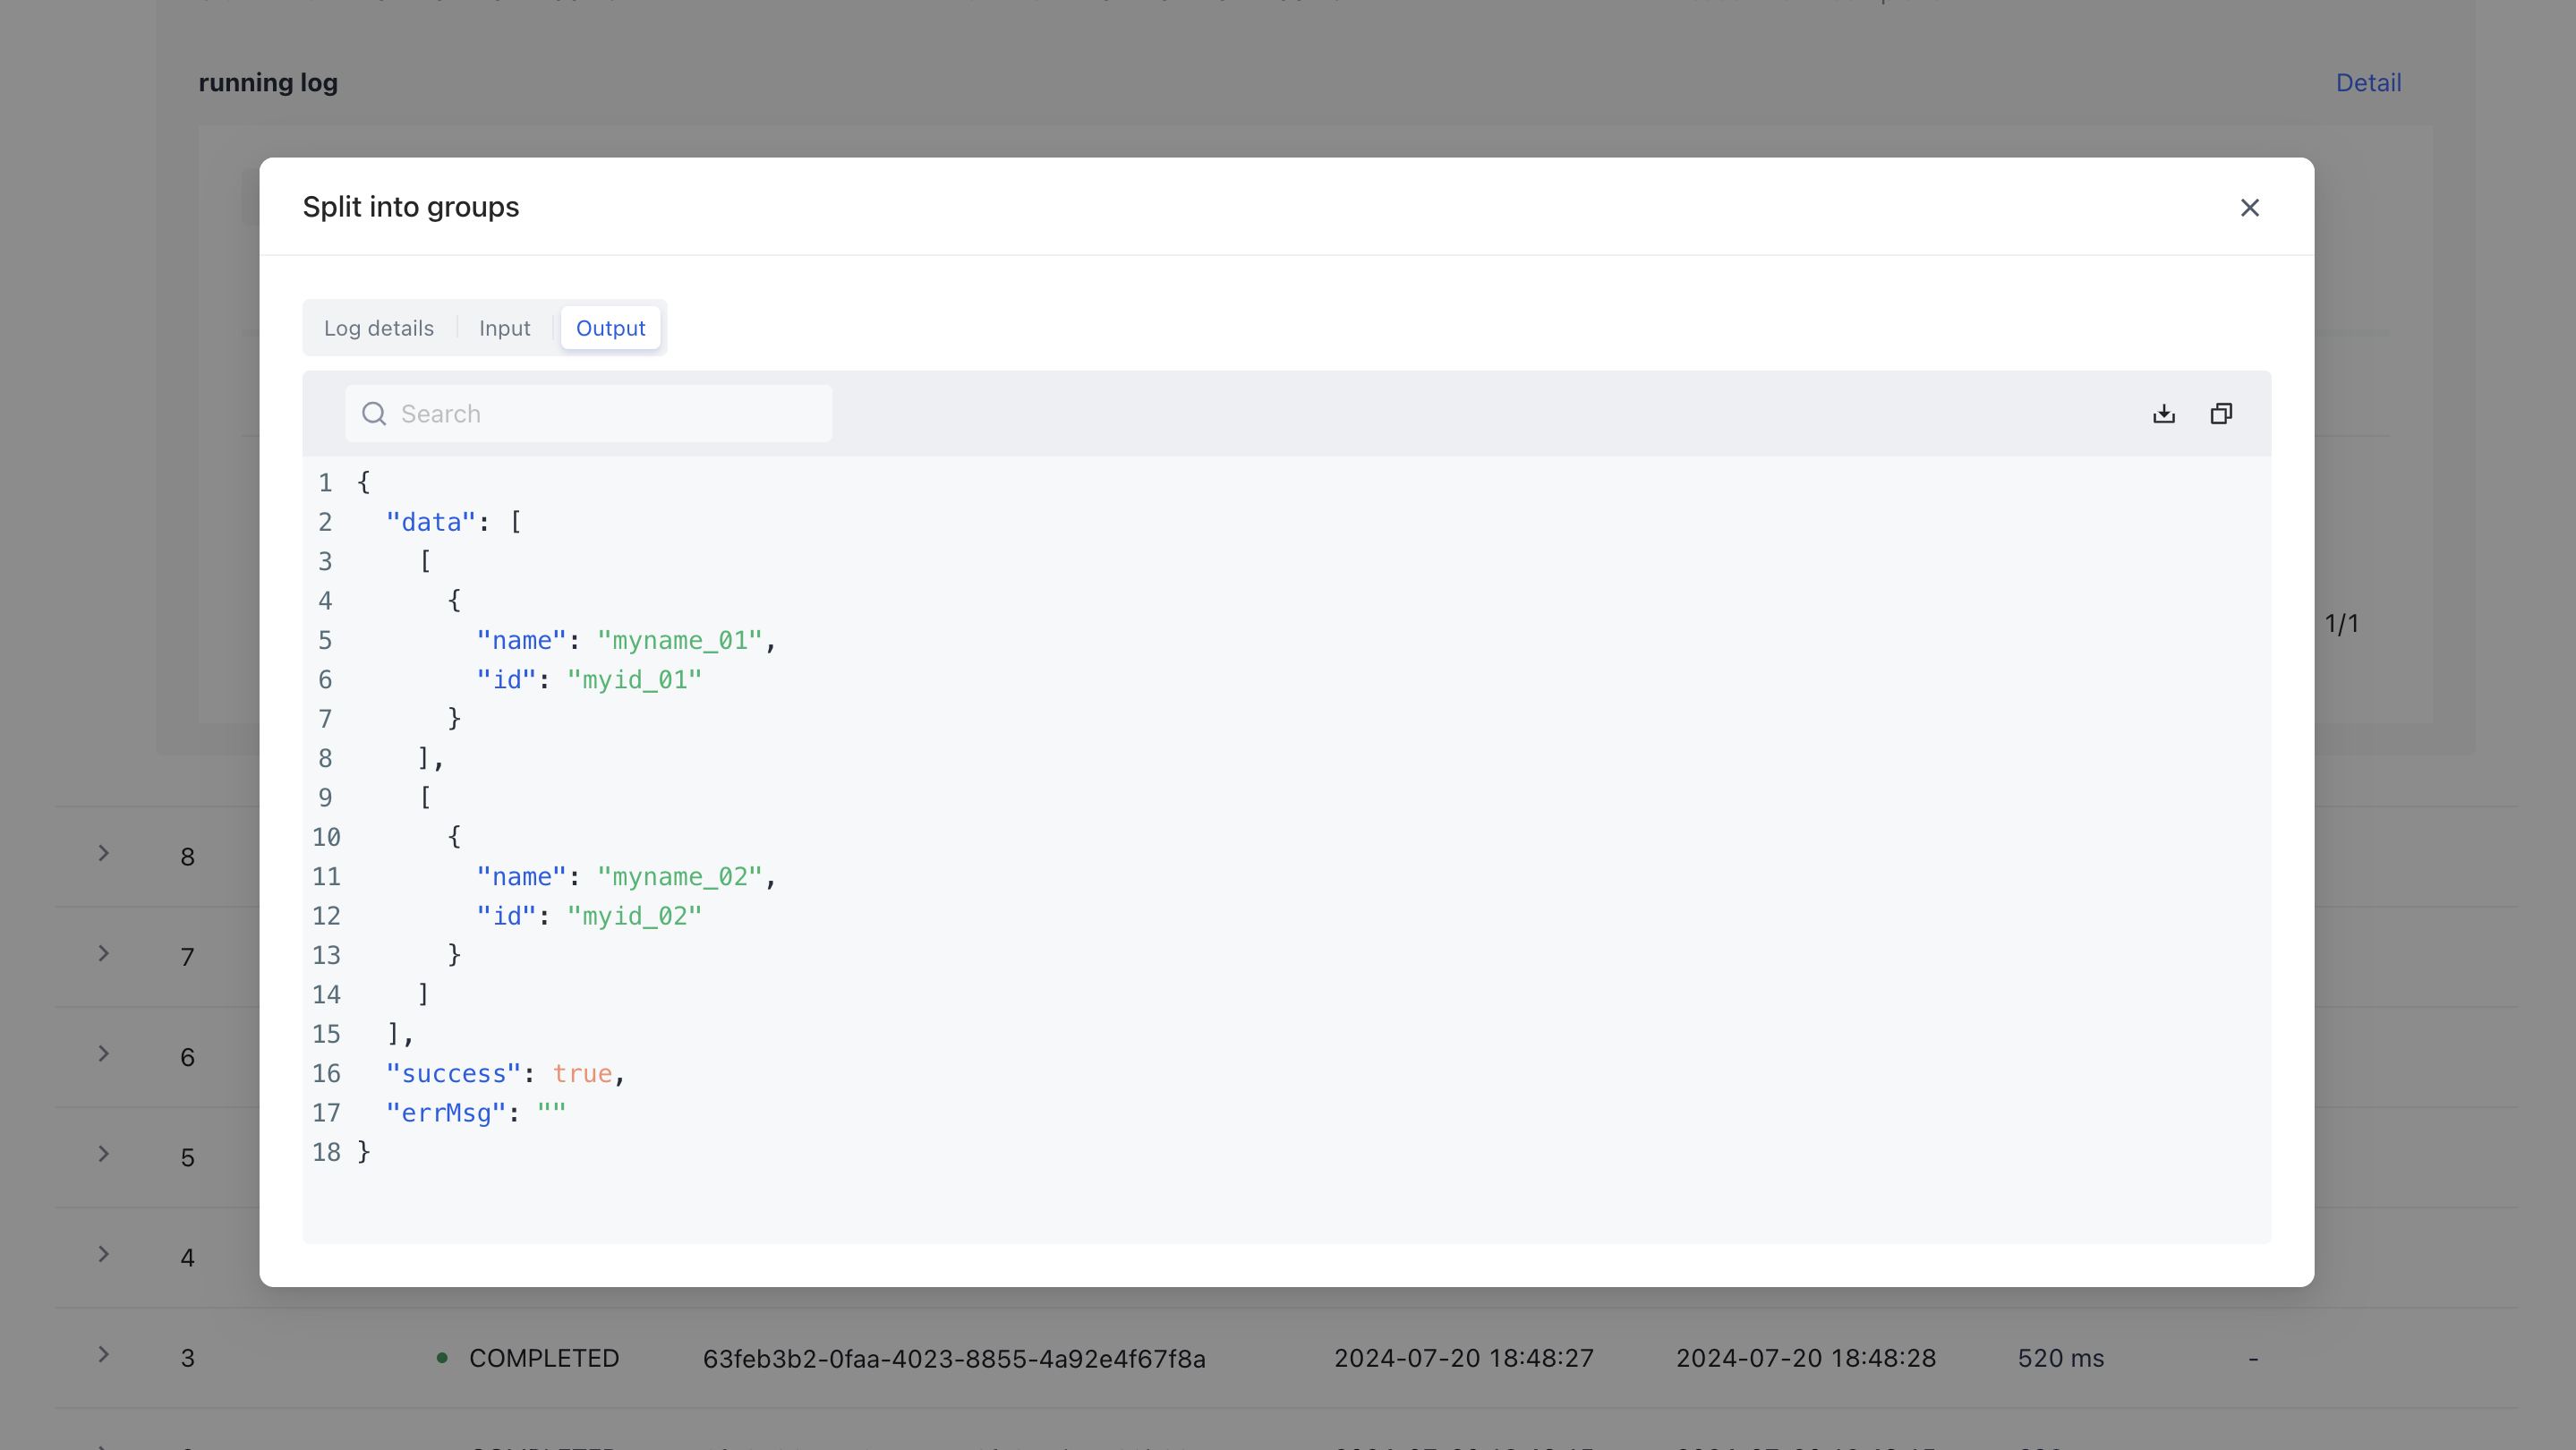 running log
Detail
Split into groups
Log details
Input
Output
Search
1 {
2 "data": [
3 [
4 {
5 "name": "myname_01",
6 "id": "myid_01"
7 }
8 ],
9 [
10 {
11 "name": "myname_02",
12 "id": "myid_02"
13 }
14 ]
15 ],
16 "success": true,
17 "errMsg": ""
18 }
1/1
8
7
6
5
4
3 COMPLETED 63feb3b2-0faa-4023-8855-4a92e4f67f8a 2024-07-20 18:48:27 2024-07-20 18:48:28 520 ms -